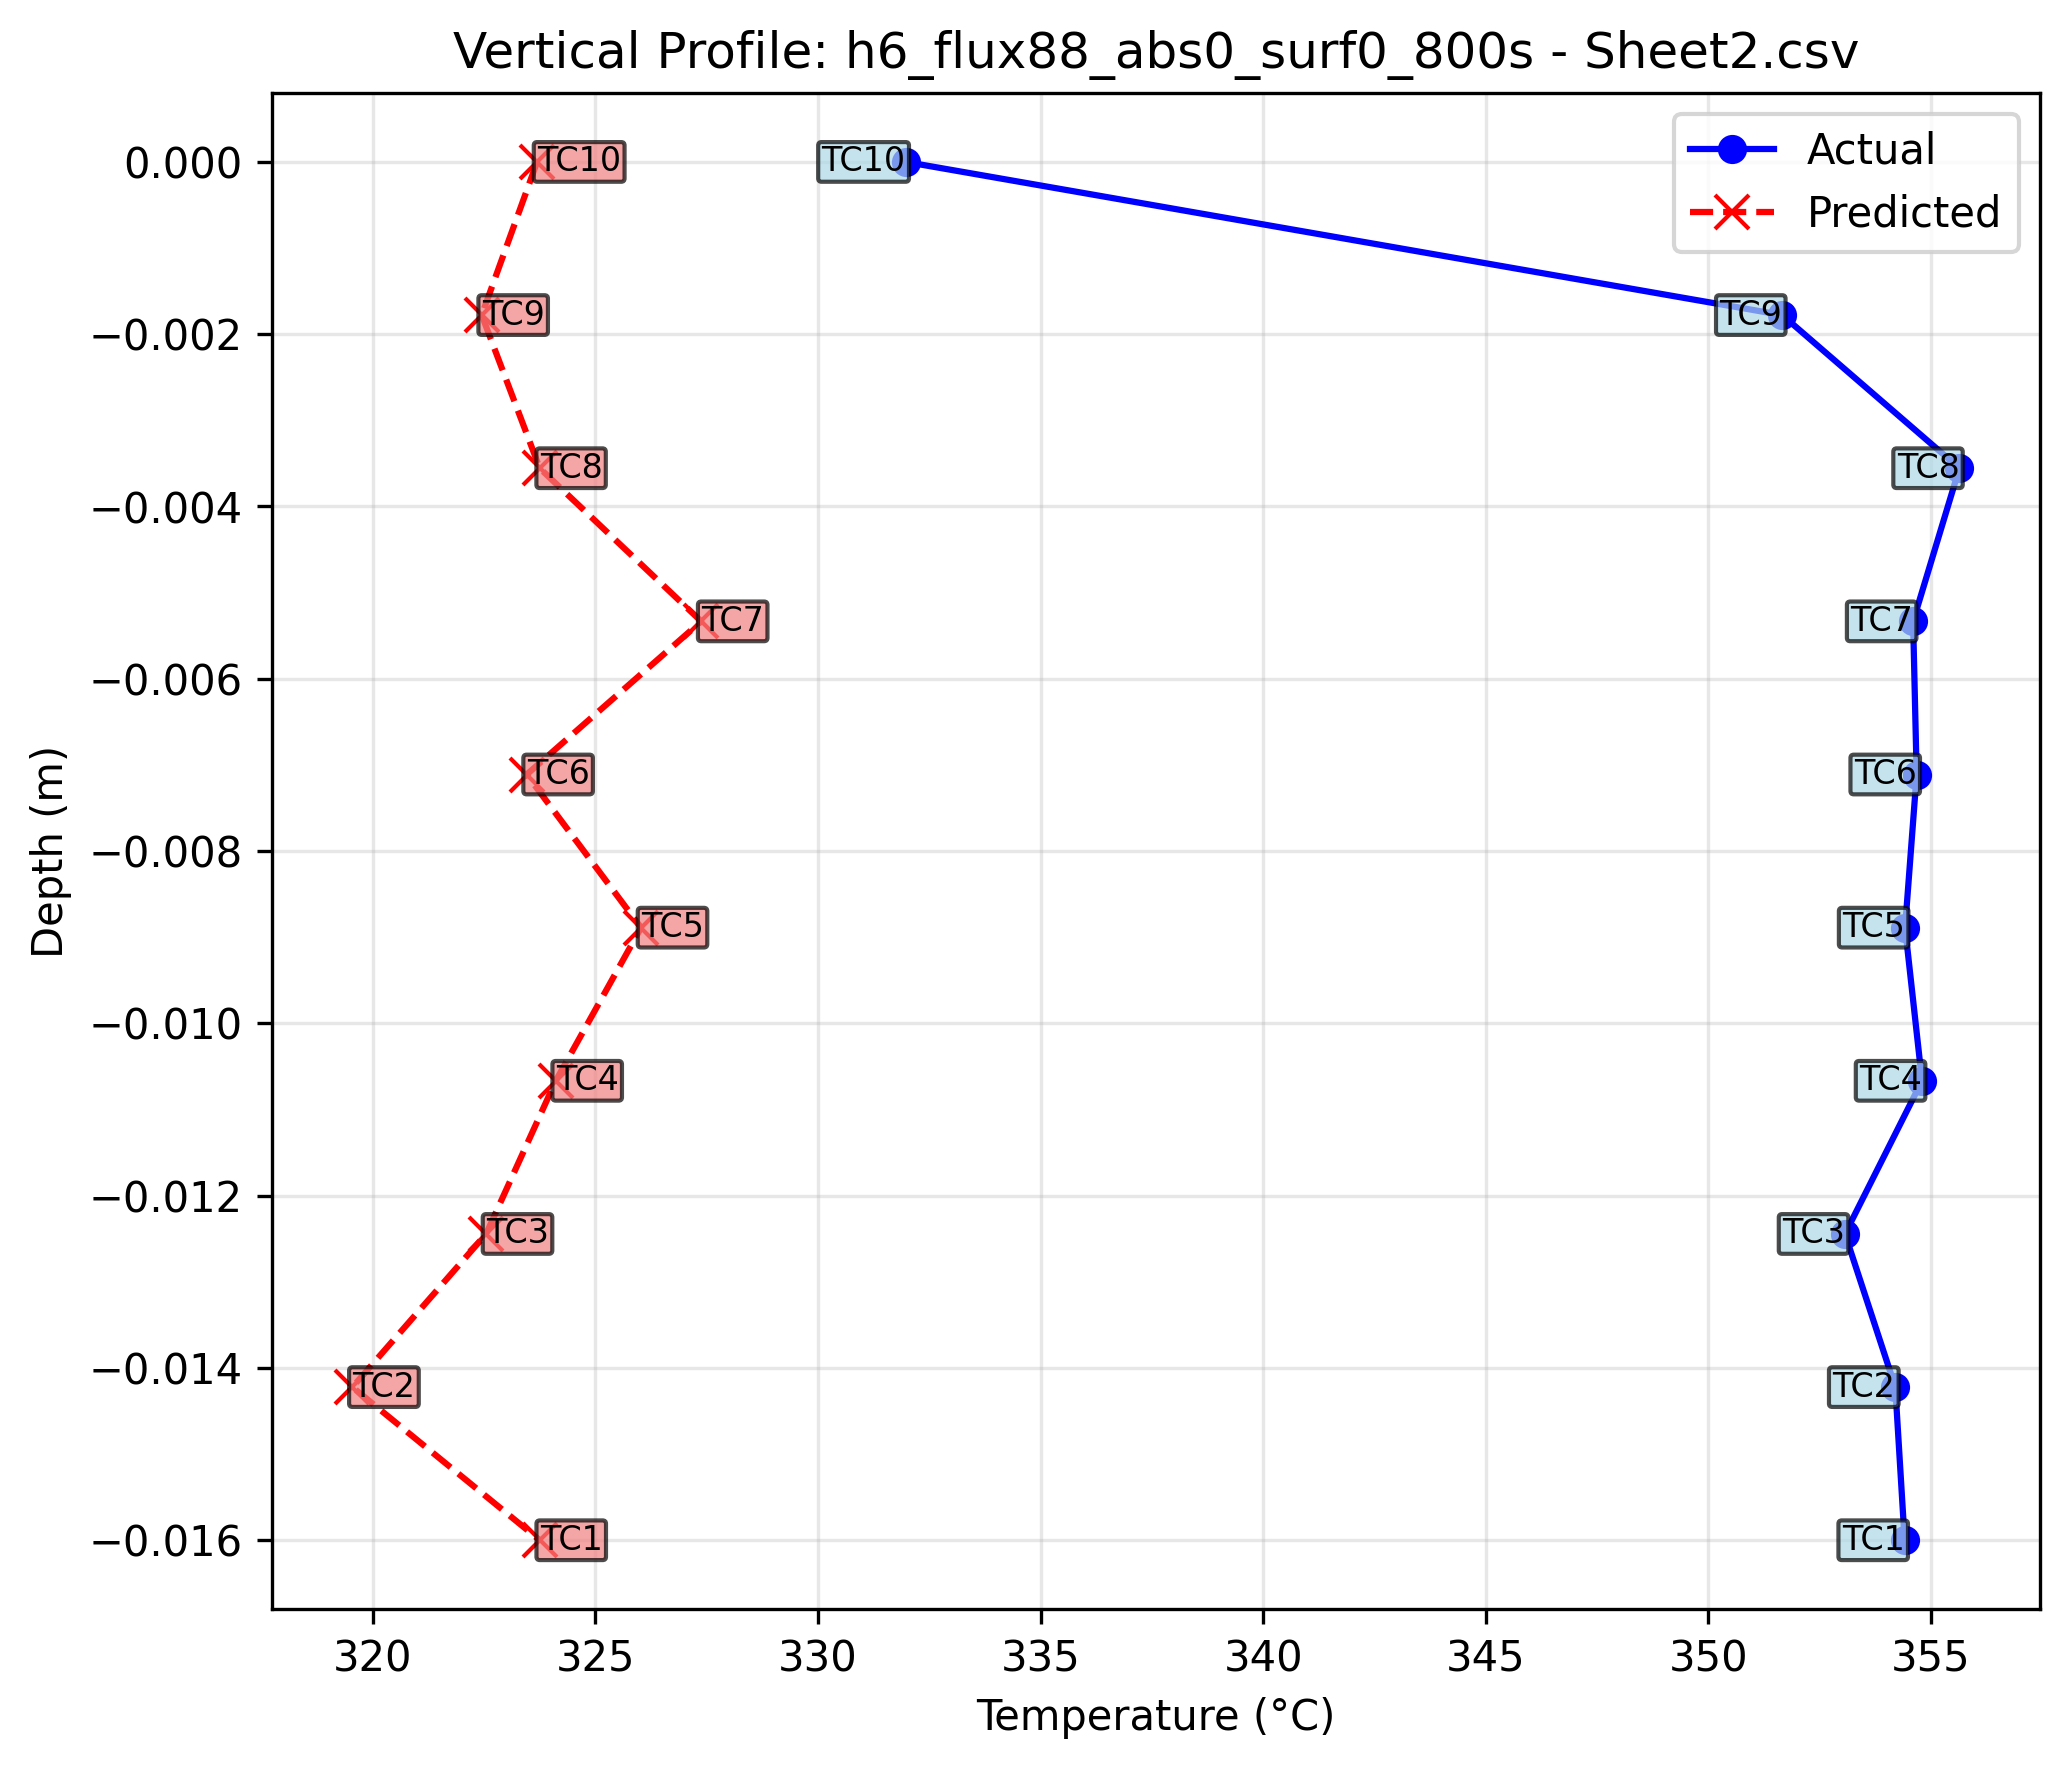 Vertical Profile: h6_flux88_abs0_surf0_800s - Sheet2.csv
Actual
Predicted
0.000
−0.002
−0.004
−0.006
−0.008
−0.010
−0.012
−0.014
−0.016
Depth (m)
TC10
TC10
TC9
TC9
TC8
TC8
TC7
TC7
TC6
TC6
TC5
TC5
TC4
TC4
TC3
TC3
TC2
TC2
TC1
TC1
320 325 330 335 340 345 350 355
Temperature (°C)